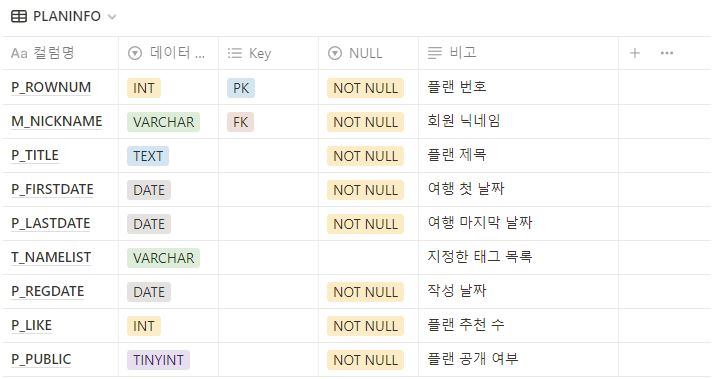 PLANINFO
Aa 컬럼명 데이터 ... Key NULL 비고
P_ROWNUM INT PK NOT NULL 플랜 번호
M_NICKNAME VARCHAR FK NOT NULL 회원 닉네임
P_TITLE TEXT NOT NULL 플랜 제목
P_FIRSTDATE DATE NOT NULL 여행 첫 날짜
P_LASTDATE DATE NOT NULL 여행 마지막 날짜
T_NAMELIST VARCHAR 지정한 태그 목록
P_REGDATE DATE NOT NULL 작성 날짜
P_LIKE INT NOT NULL 플랜 추천 수
P_PUBLIC TINYINT NOT NULL 플랜 공개 여부